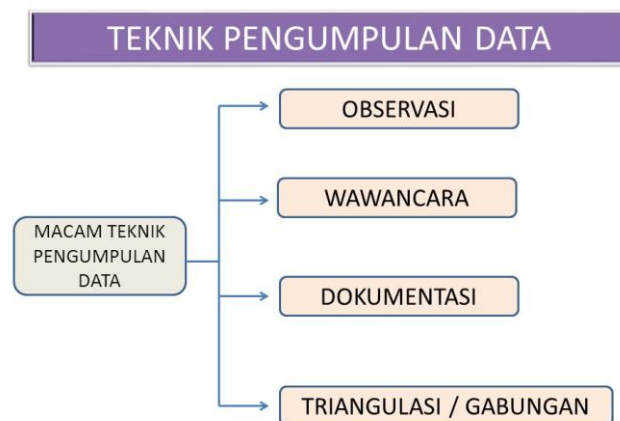 TEKNIK PENGUMPULAN DATA
OBSERVASI
WAWANCARA
MACAM TEKNIK
PENGUMPULAN
DATA
DOKUMENTASI
TRIANGULASI / GABUNGAN